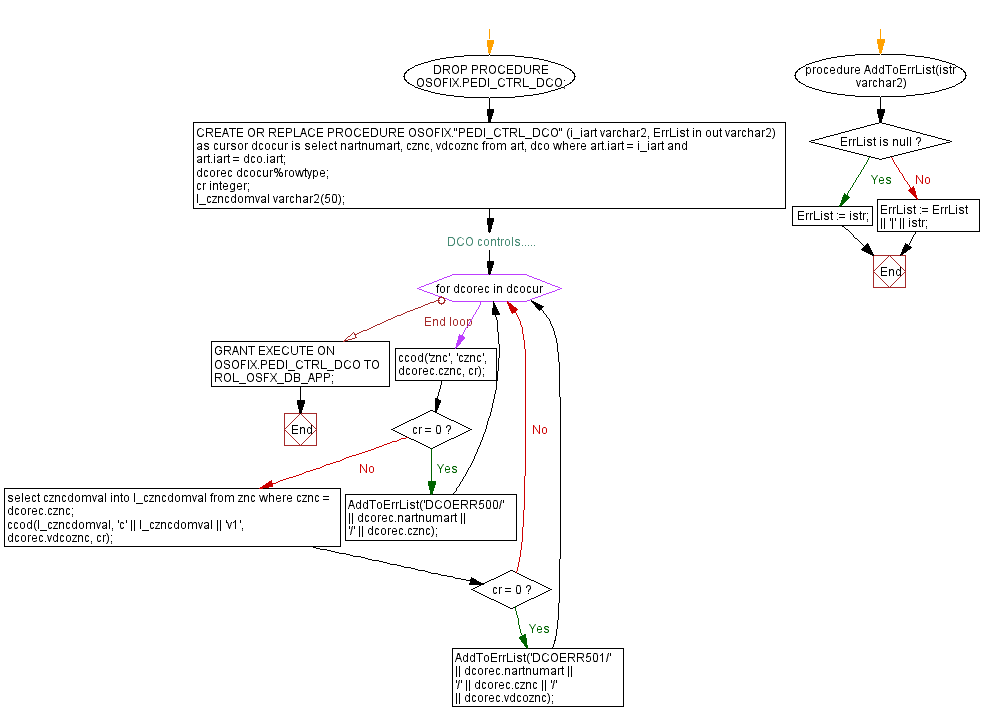 DROP PROCEDURE
OSOFIX.PEDI_CTRL_DCO;
CREATE OR REPLACE PROCEDURE OSOFIX."PEDI_CTRL_DCO" (i_iart varchar2, ErrList in out varchar2)
as cursor dcocur is select nartnumart, cznc, vdcoznc from art, dco where art.iart = i_iart and
art.iart = dco.iart;
dcorec dcocur%rowtype;
cr integer;
l_czncdomval varchar2(50);
DCO controls.....
for dcorec in dcocur
End loop
GRANT EXECUTE ON
OSOFIX.PEDI_CTRL_DCO TO
ROL_OSFX_DB_APP;
End
ccod('znc', 'cznc',
dcorec.cznc, cr);
cr = 0 ?
No
Yes
No
select czncdomval into l_czncdomval from znc where cznc =
dcorec.cznc;
ccod(l_czncdomval, 'c' || l_czncdomval || 'v1',
dcorec.vdcoznc, cr);
AddToErrList('DCOERR500/'
|| dcorec.nartnumart ||
'/' || dcorec.cznc);
cr = 0 ?
Yes
AddToErrList('DCOERR501/'
|| dcorec.nartnumart ||
'/' || dcorec.cznc || '/'
|| dcorec.vdcoznc);
procedure AddToErrList(istr
varchar2)
ErrList is null ?
Yes
No
ErrList := istr;
ErrList := ErrList
|| '|' || istr;
End